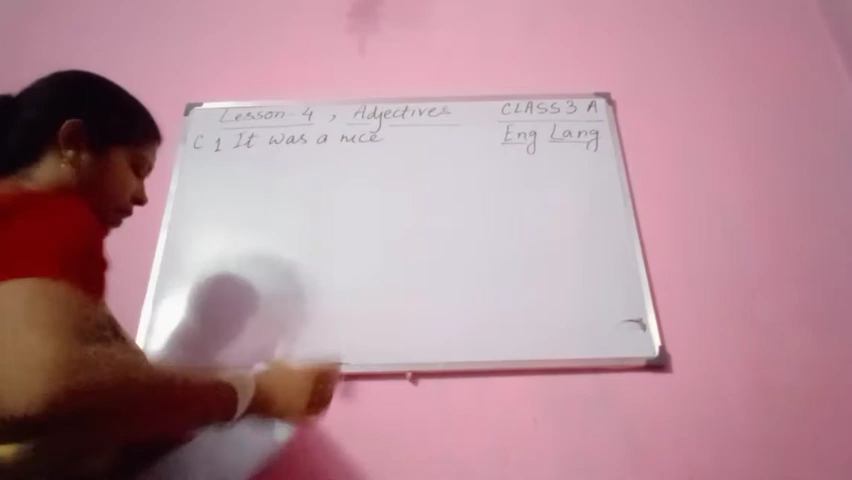 Lesson-4, Adjectives CLASS 3 A
C 1 It was a nice Eng Lang